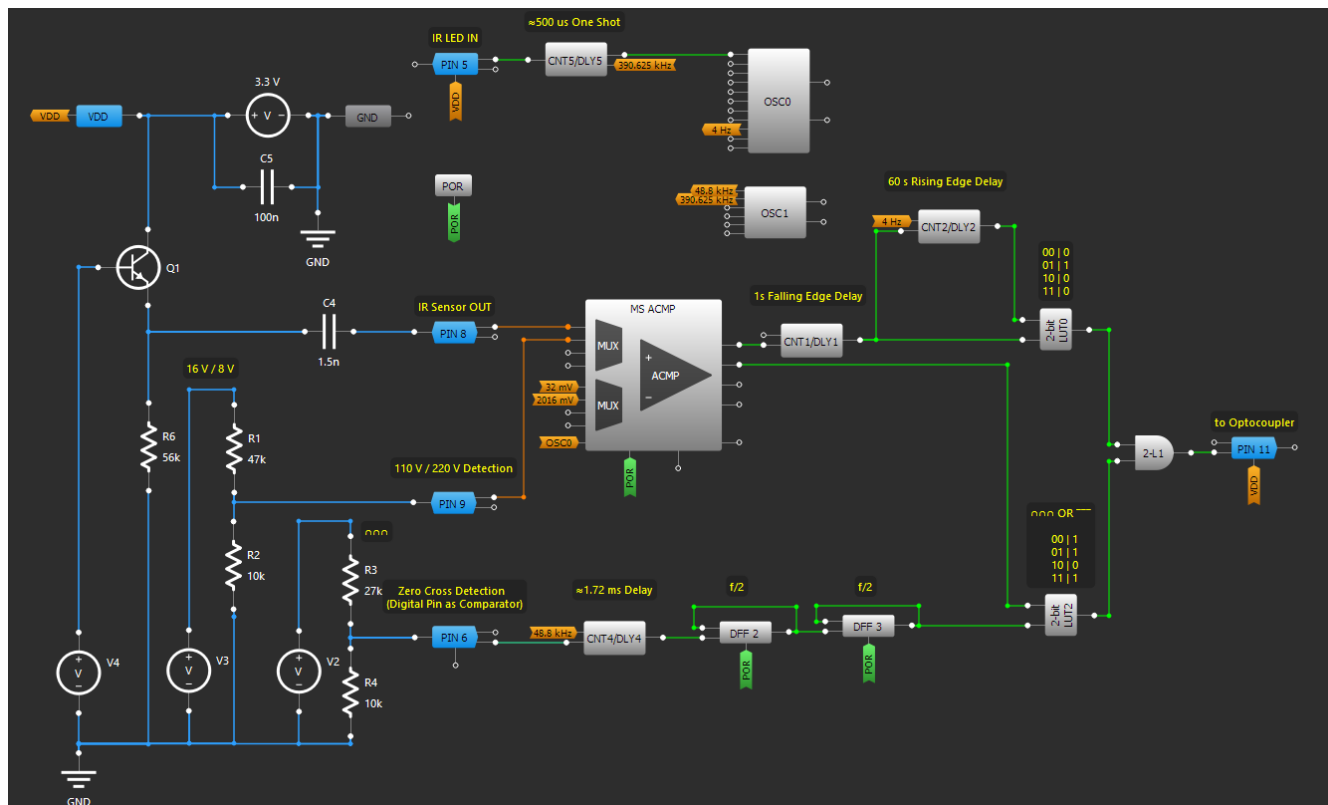 ≈500 us One Shot
IR LED IN
PIN 5
CNT5/DLY5
390.625 kHz
OSC0
4 Hz
VDD
3.3 V
+ V −
VDD
VDD
GND
C5
100n
GND
POR
POR
48.8 kHz
390.625 kHz
OSC1
60 s Rising Edge Delay
4 Hz
CNT2/DLY2
Q1
00 | 0
01 | 1
10 | 0
11 | 0
C4
1.5n
IR Sensor OUT
PIN 8
MS ACMP
MUX
+
ACMP
−
MUX
32 mV
2016 mV
OSC0
POR
1s Falling Edge Delay
CNT1/DLY1
2-bit
LUT0
16 V / 8 V
R6
56k
R1
47k
110 V / 220 V Detection
PIN 9
2-L1
to Optocoupler
PIN 11
VDD
R2
10k
∩∩∩
R3
27k
Zero Cross Detection
(Digital Pin as Comparator)
PIN 6
≈1.72 ms Delay
48.8 kHz
CNT4/DLY4
f/2
DFF 2
POR
f/2
DFF 3
POR
∩∩∩ OR ‾‾‾
00 | 1
01 | 1
10 | 0
11 | 1
2-bit
LUT2
+
V
−
V4
+
V
−
V3
+
V
−
V2
R4
10k
GND